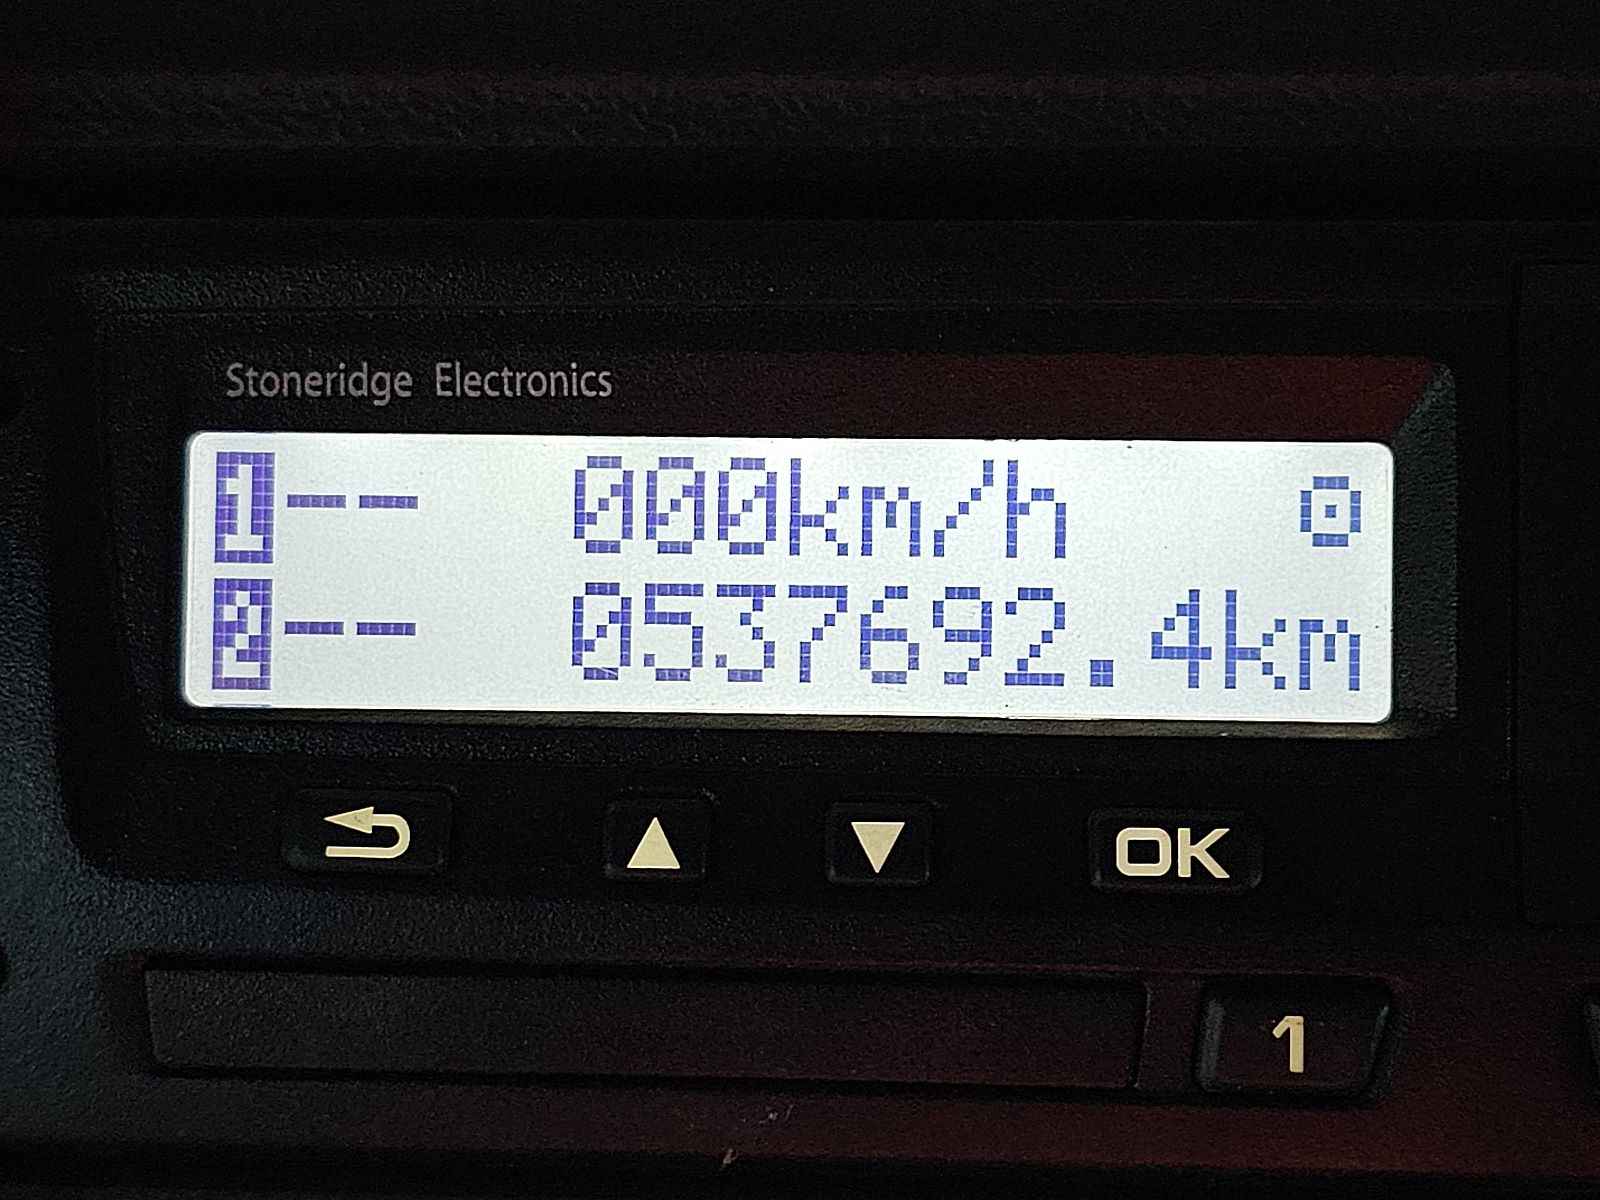 Stoneridge Electronics
1 -- 000km/h
2 -- 0537692.4km
OK
1